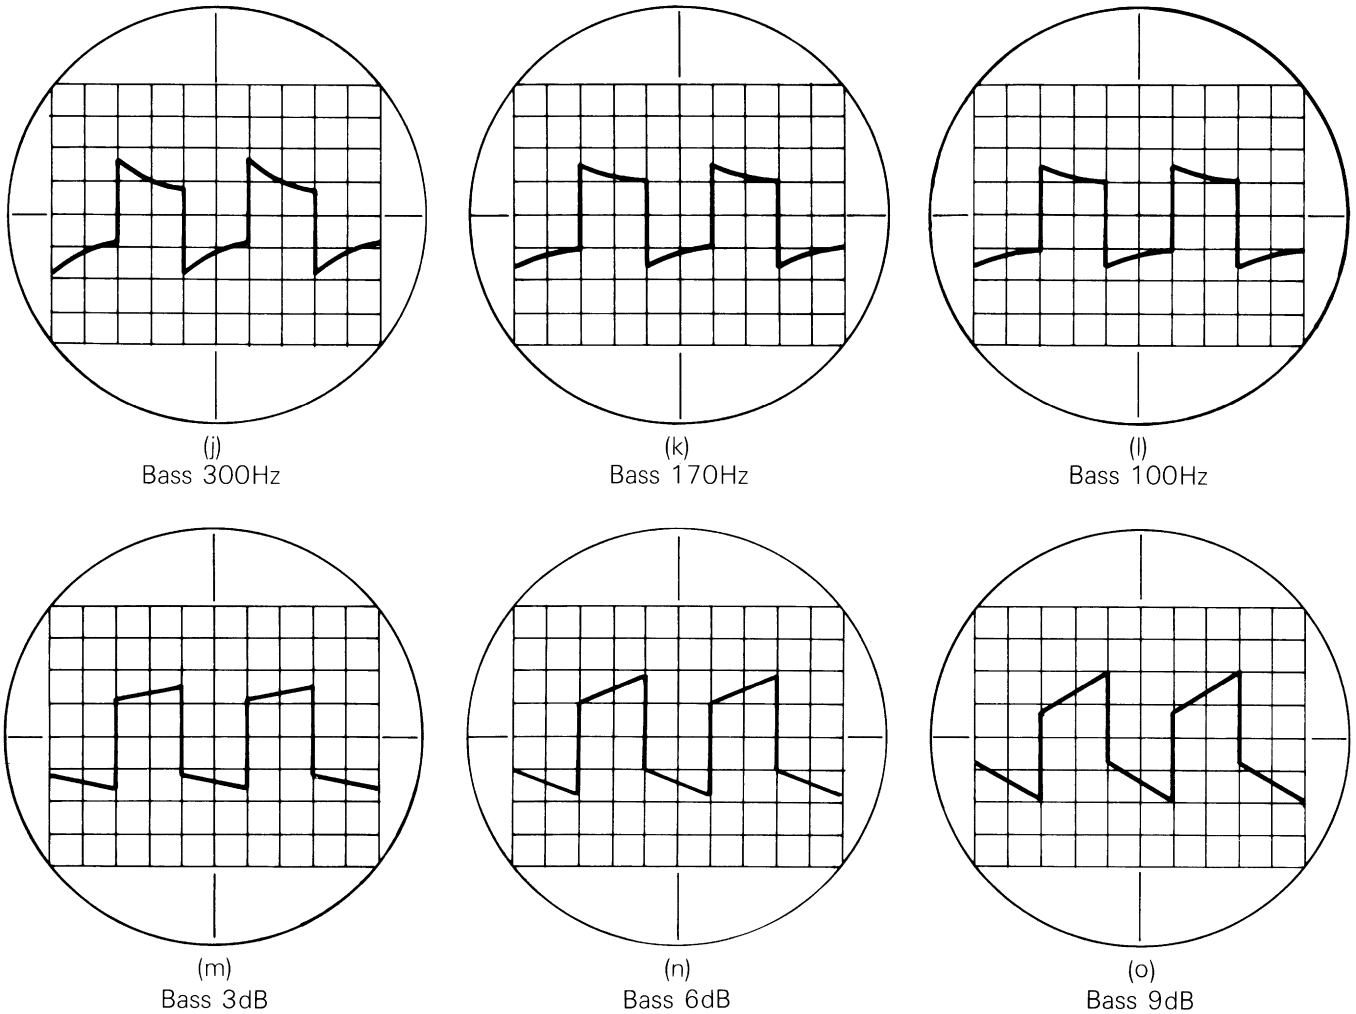 (j)
Bass 300Hz
(k)
Bass 170Hz
(l)
Bass 100Hz
(m)
Bass 3dB
(n)
Bass 6dB
(o)
Bass 9dB